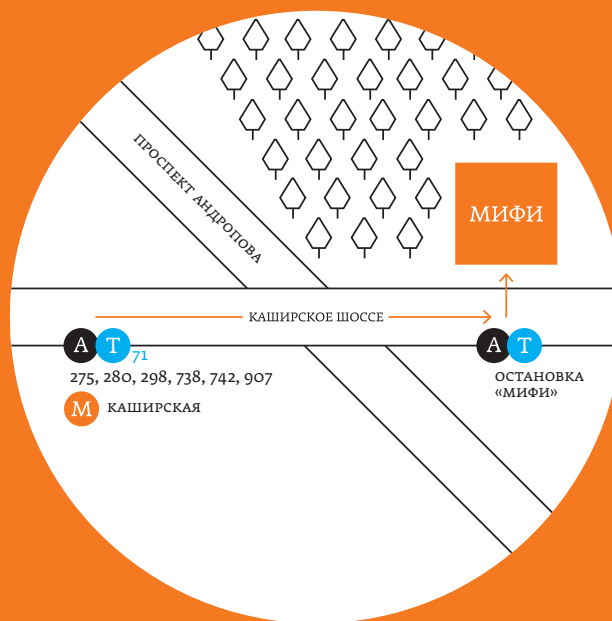 ПРОСПЕКТ АНДРОПОВА
МИФИ
КАШИРСКОЕ ШОССЕ
А Т 71
275, 280, 298, 738, 742, 907
М КАШИРСКАЯ
А Т
ОСТАНОВКА
«МИФИ»